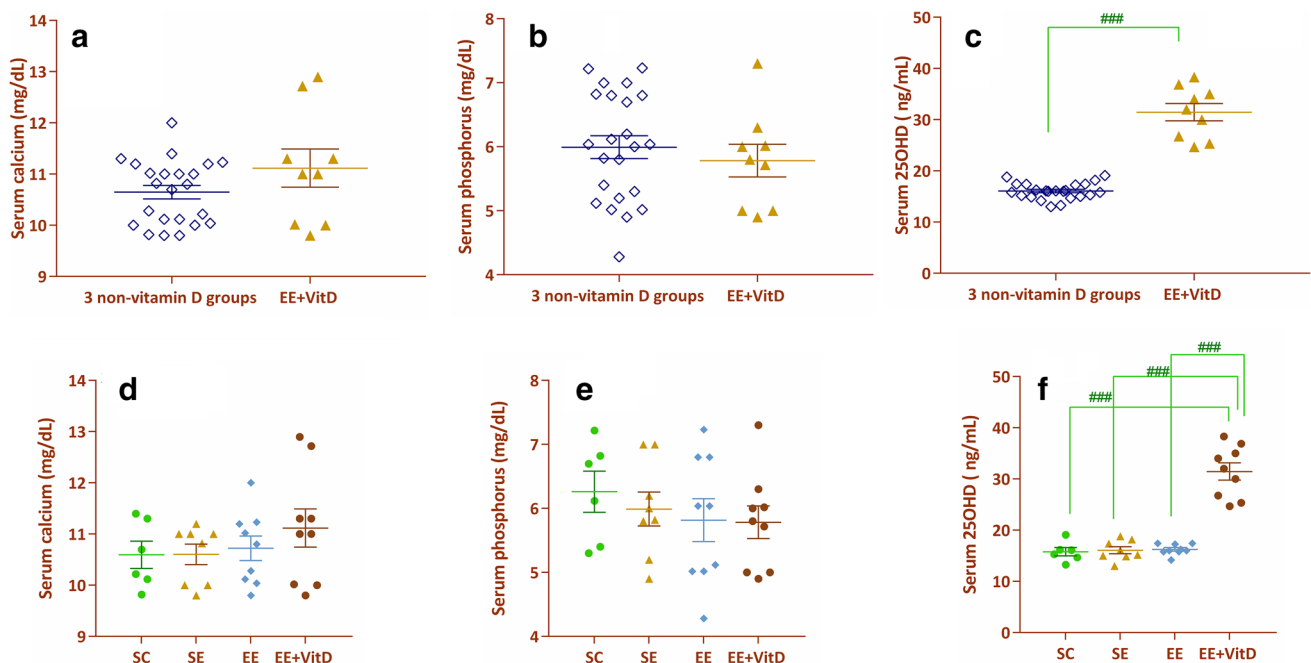 a
Serum calcium (mg/dL)
14
13
12
11
10
9
3 non-vitamin D groups EE+VitD
b
Serum phosphorus (mg/dL)
8
7
6
5
4
3 non-vitamin D groups EE+VitD
c
Serum 25OHD ( ng/mL)
50
40
30
20
10
0
###
3 non-vitamin D groups EE+VitD
d
Serum calcium (mg/dL)
14
13
12
11
10
9
SC SE EE EE+VitD
e
Serum phosphorus (mg/dL)
8
7
6
5
4
SC SE EE EE+VitD
f
Serum 25OHD ( ng/mL)
50
40
30
20
10
0
###
###
###
SC SE EE EE+VitD